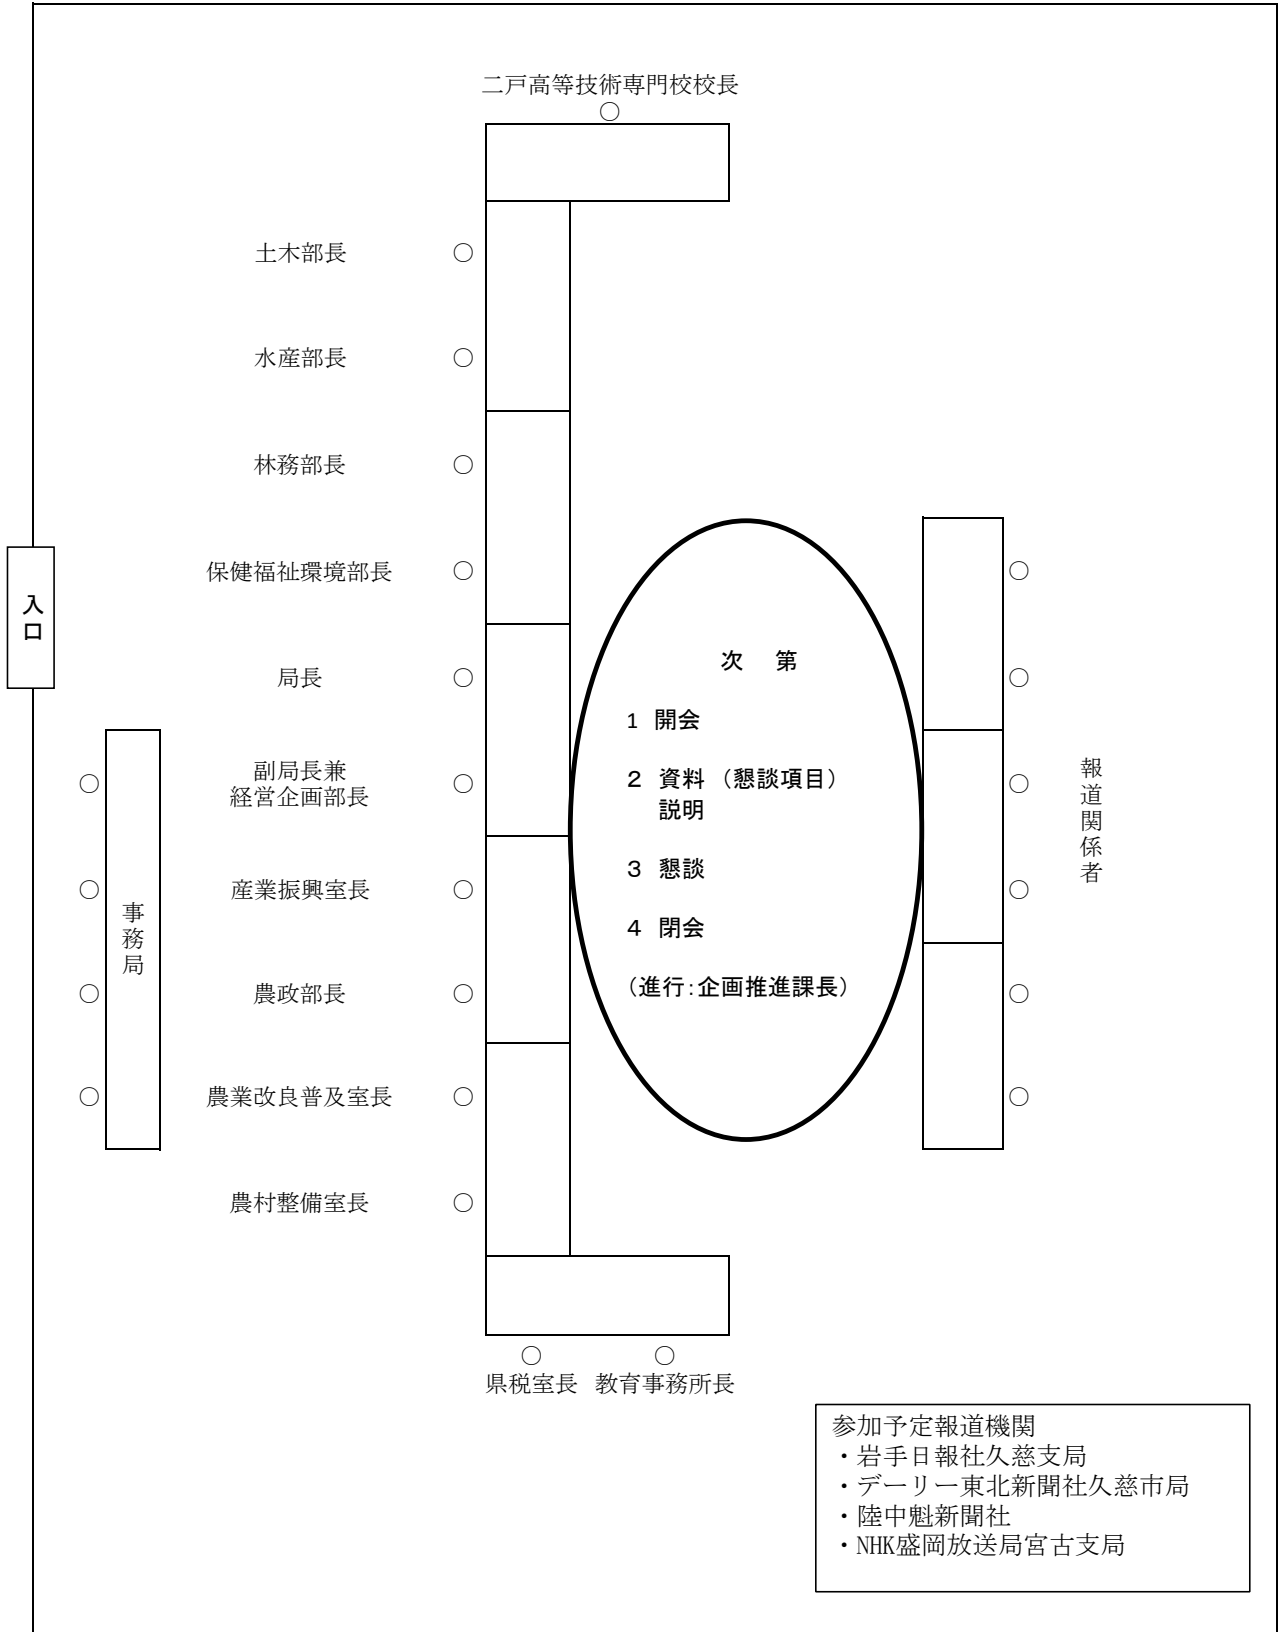 二戸高等技術専門校校長
○
土木部長 ○
水産部長 ○
林務部長 ○
保健福祉環境部長 ○
局長 ○
副局長兼
経営企画部長 ○
産業振興室長 ○
農政部長 ○
農業改良普及室長 ○
農村整備室長 ○
○ ○
県税室長 教育事務所長
入口
事務局
次 第
1 開会
2 資料（懇談項目）
説明
3 懇談
4 閉会
（進行：企画推進課長）
報道関係者
参加予定報道機関
・岩手日報社久慈支局
・デーリー東北新聞社久慈市局
・陸中魁新聞社
・NHK盛岡放送局宮古支局